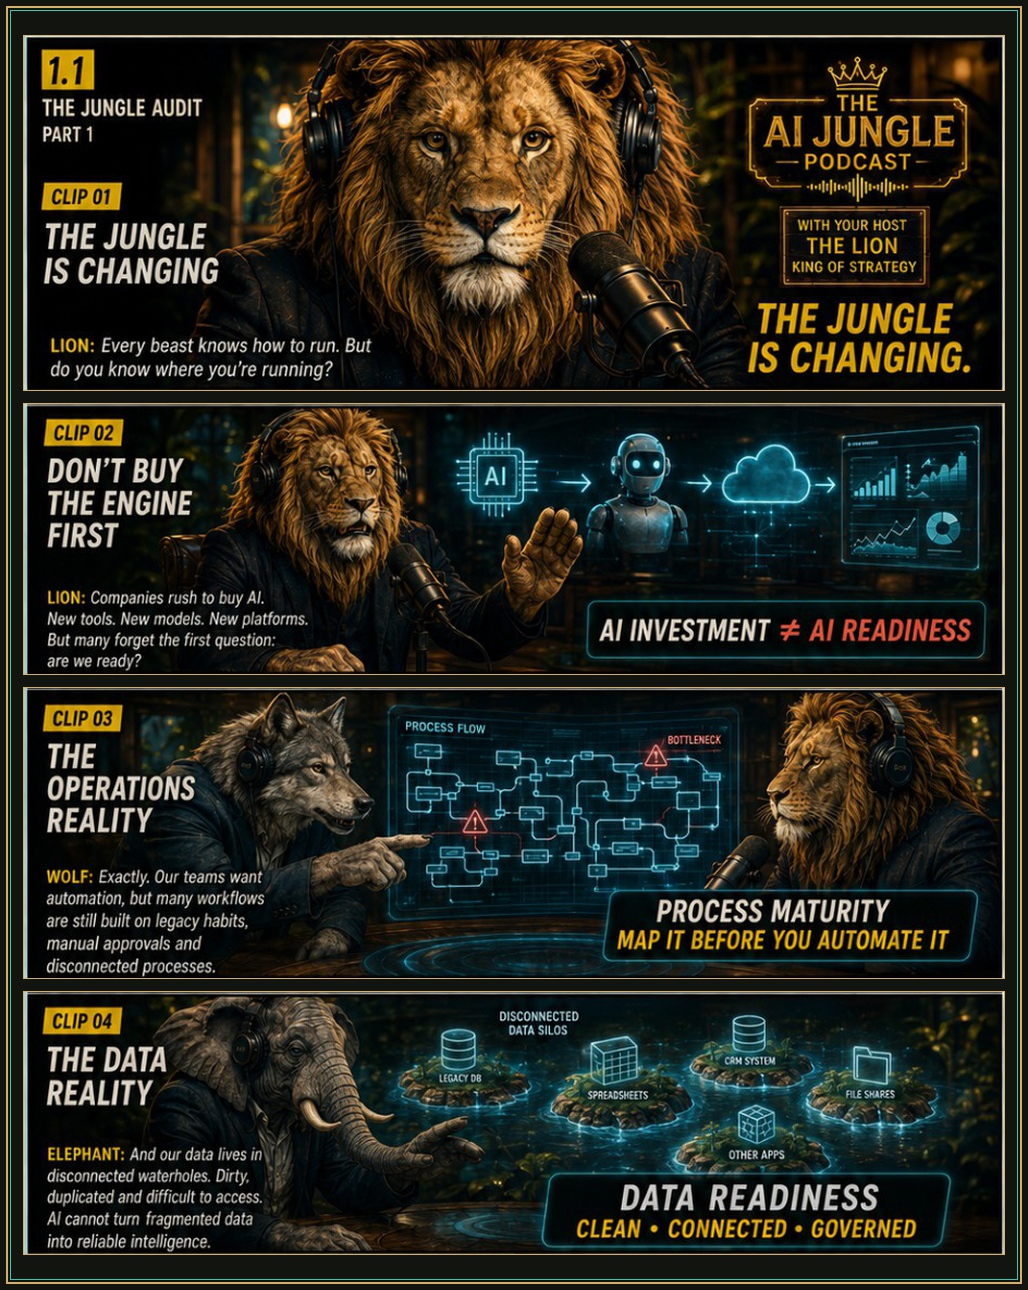 1.1
THE JUNGLE AUDIT
PART 1
CLIP 01
THE JUNGLE
IS CHANGING
LION: Every beast knows how to run. But
do you know where you're running?
THE
AI JUNGLE
PODCAST
WITH YOUR HOST
THE LION
KING OF STRATEGY
THE JUNGLE
IS CHANGING.
CLIP 02
DON'T BUY
THE ENGINE
FIRST
LION: Companies rush to buy AI.
New tools. New models. New platforms.
But many forget the first question:
are we ready?
AI
AI INVESTMENT ≠ AI READINESS
CLIP 03
THE
OPERATIONS
REALITY
WOLF: Exactly. Our teams want
automation, but many workflows
are still built on legacy habits,
manual approvals and
disconnected processes.
PROCESS FLOW
BOTTLENECK
PROCESS MATURITY
MAP IT BEFORE YOU AUTOMATE IT
CLIP 04
THE DATA
REALITY
ELEPHANT: And our data lives in
disconnected waterholes. Dirty,
duplicated and difficult to access.
AI cannot turn fragmented data
into reliable intelligence.
DISCONNECTED
DATA SILOS
LEGACY DB
SPREADSHEETS
CRM SYSTEM
FILE SHARES
OTHER APPS
DATA READINESS
CLEAN • CONNECTED • GOVERNED